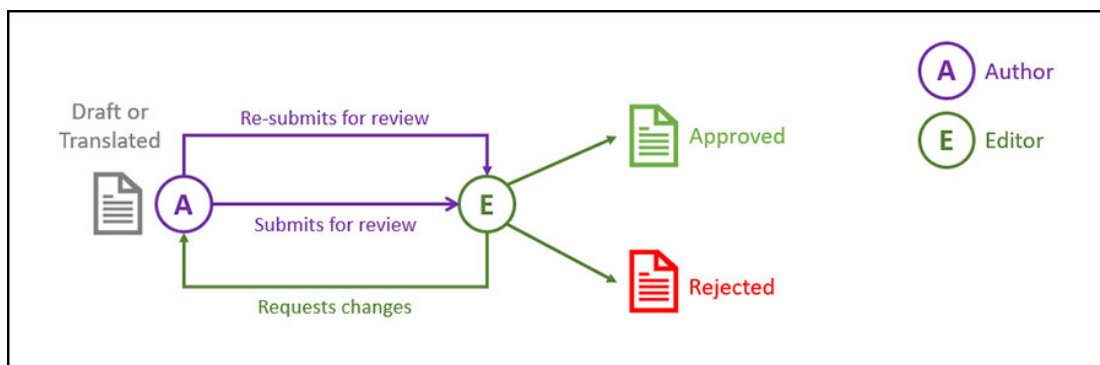 Draft or
Translated
Re-submits for review
A
Submits for review
E
Requests changes
Approved
Rejected
A Author
E Editor